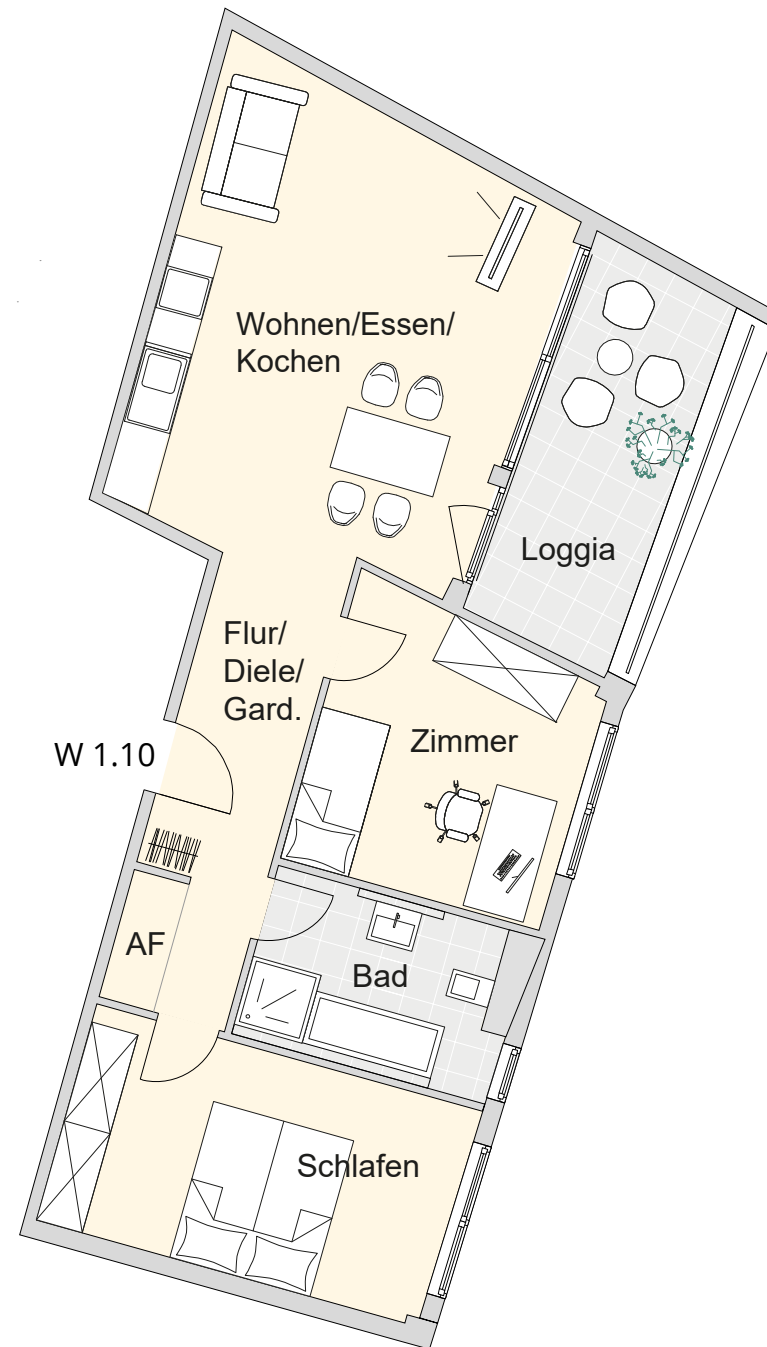 Wohnen/Essen/
Kochen
Loggia
Flur/
Diele/
Gard.
Zimmer
W 1.10
AF
Bad
Schlafen